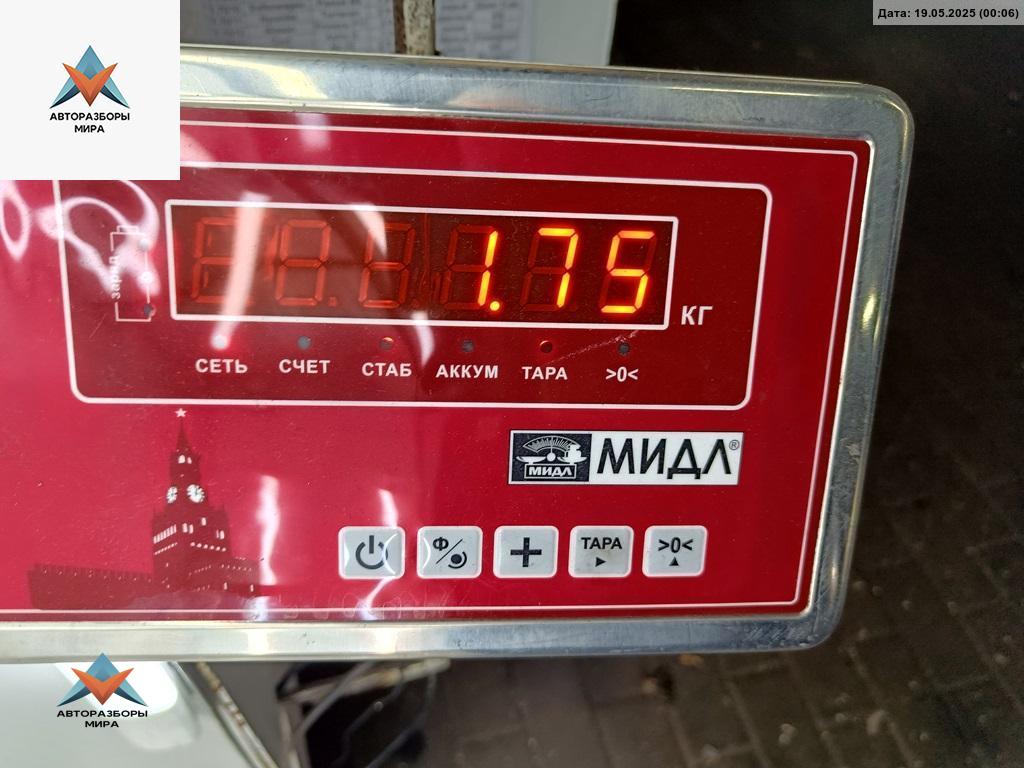 Дата: 19.05.2025 (00:06)
АВТОРАЗБОРЫ
МИРА
заряд
1.75
КГ
СЕТЬ СЧЕТ СТАБ АККУМ ТАРА >0<
МИДЛ МИДЛ®
Ф ТАРА >0<
АВТОРАЗБОРЫ
МИРА